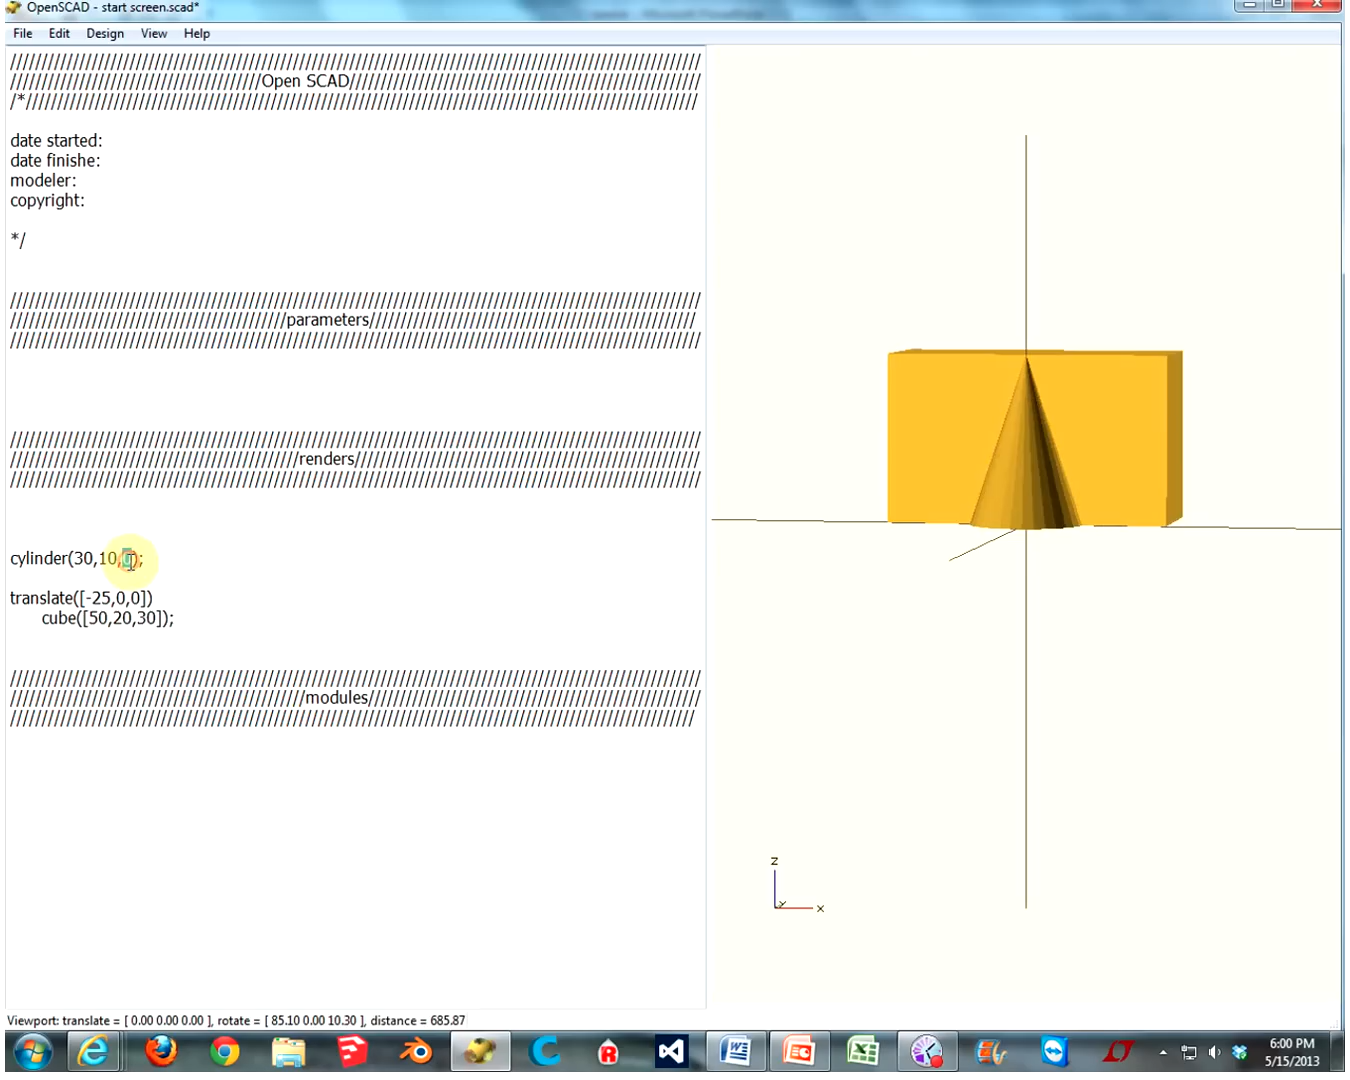 OpenSCAD - start screen.scad*
File Edit Design View Help
//////////////////////////////////////////////////////////////////////////////////////////////////////////////
////////////////////////////////////////Open SCAD////////////////////////////////////////////////////////
/*///////////////////////////////////////////////////////////////////////////////////////////////////////////
date started:
date finishe:
modeler:
copyright:
*/
//////////////////////////////////////////////////////////////////////////////////////////////////////////////
////////////////////////////////////////////parameters////////////////////////////////////////////////////
//////////////////////////////////////////////////////////////////////////////////////////////////////////////
//////////////////////////////////////////////////////////////////////////////////////////////////////////////
//////////////////////////////////////////////renders///////////////////////////////////////////////////////
//////////////////////////////////////////////////////////////////////////////////////////////////////////////
cylinder(30,10, );
translate([-25,0,0])
cube([50,20,30]);
//////////////////////////////////////////////////////////////////////////////////////////////////////////////
///////////////////////////////////////////////modules/////////////////////////////////////////////////////
/////////////////////////////////////////////////////////////////////////////////////////////////////////////
z
y
x
Viewport: translate = [ 0.00 0.00 0.00 ], rotate = [ 85.10 0.00 10.30 ], distance = 685.87
6:00 PM
5/15/2013